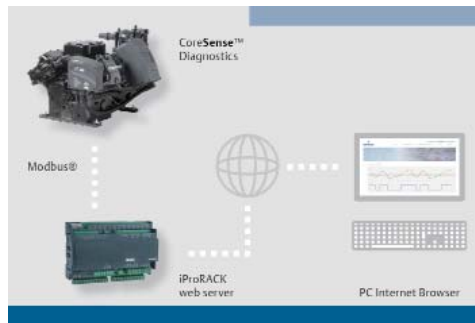 CoreSense™
Diagnostics
Modbus®
iProRACK
web server
PC Internet Browser